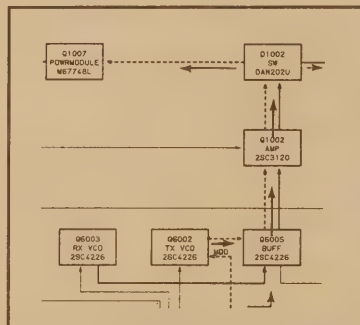 Q1007
POWRMODULE
M67748L
D1002
SW
DAN202U
Q1002
AMP
2SC3120
Q6003
RX VCO
2SC4226
Q6002
TX VCO
2SC4226
MOD
Q6005
BUFF
2SC4226